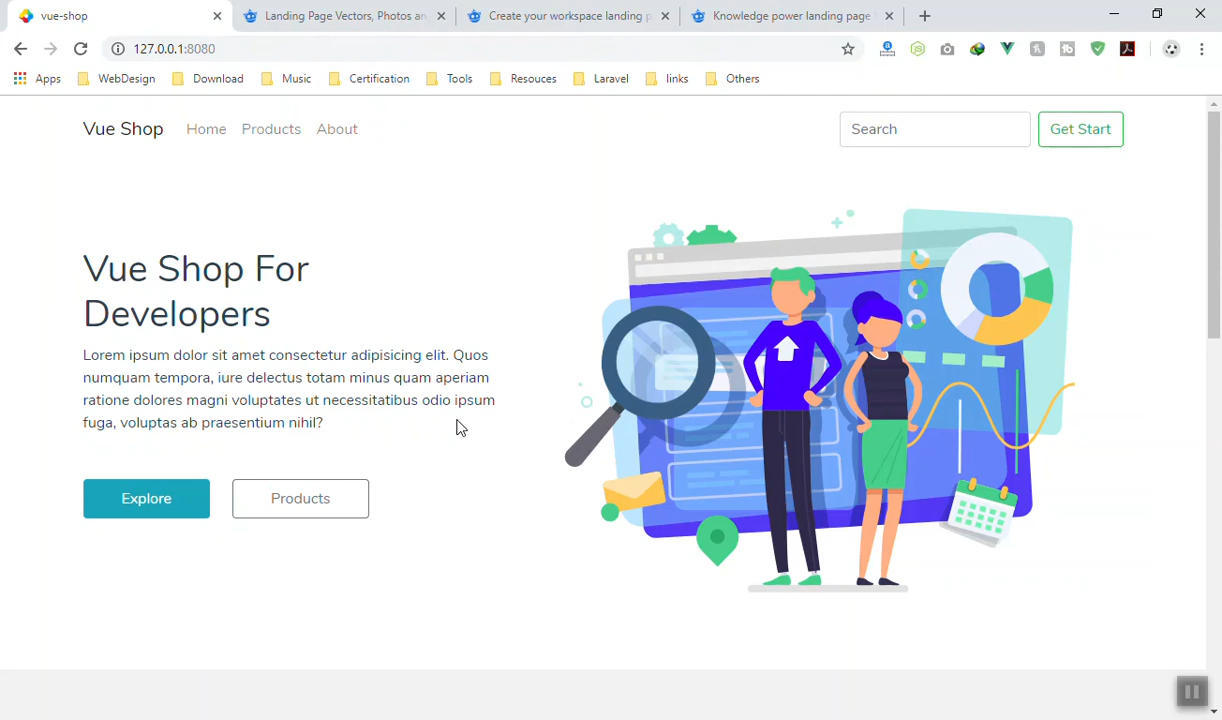 vue-shop
Landing Page Vectors, Photos an
Create your workspace landing p
Knowledge power landing page
127.0.0.1:8080
Apps
WebDesign
Download
Music
Certification
Tools
Resouces
Laravel
links
Others
Vue Shop
Home
Products
About
Search
Get Start
Vue Shop For
Developers
Lorem ipsum dolor sit amet consectetur adipisicing elit. Quos
numquam tempora, iure delectus totam minus quam aperiam
ratione dolores magni voluptates ut necessitatibus odio ipsum
fuga, voluptas ab praesentium nihil?
Explore
Products